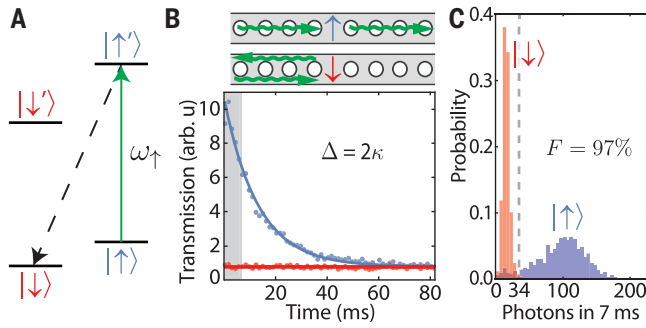 A
|↑′⟩
|↓′⟩
ω↑
|↓⟩
|↑⟩
B
↑
↓
Transmission (arb. u)
10
8
6
4
2
0
Δ = 2κ
20
40
60
80
Time (ms)
C
Probability
0.4
0.3
0.2
0.1
0.0
|↓⟩
F = 97%
|↑⟩
0 34 100 200
Photons in 7 ms